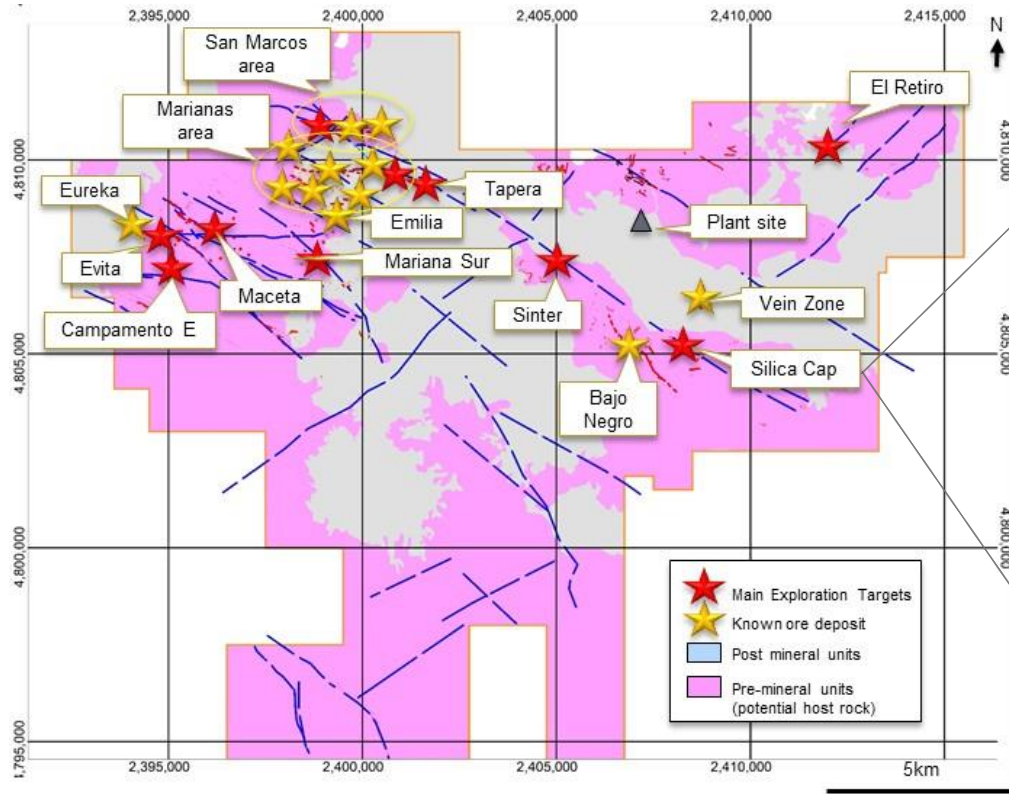 2,395,000
2,400,000
2,405,000
2,410,000
2,415,000
N
San Marcos
area
El Retiro
Marianas
area
4,810,000
4,810,000
Eureka
Tapera
Emilia
Plant site
Evita
Mariana Sur
Maceta
Sinter
Vein Zone
Campamento E
4,805,000
4,805,000
Silica Cap
Bajo
Negro
4,800,000
4,800,000
Main Exploration Targets
Known ore deposit
Post mineral units
Pre-mineral units
(potential host rock)
2,395,000
2,400,000
2,405,000
2,410,000
5km